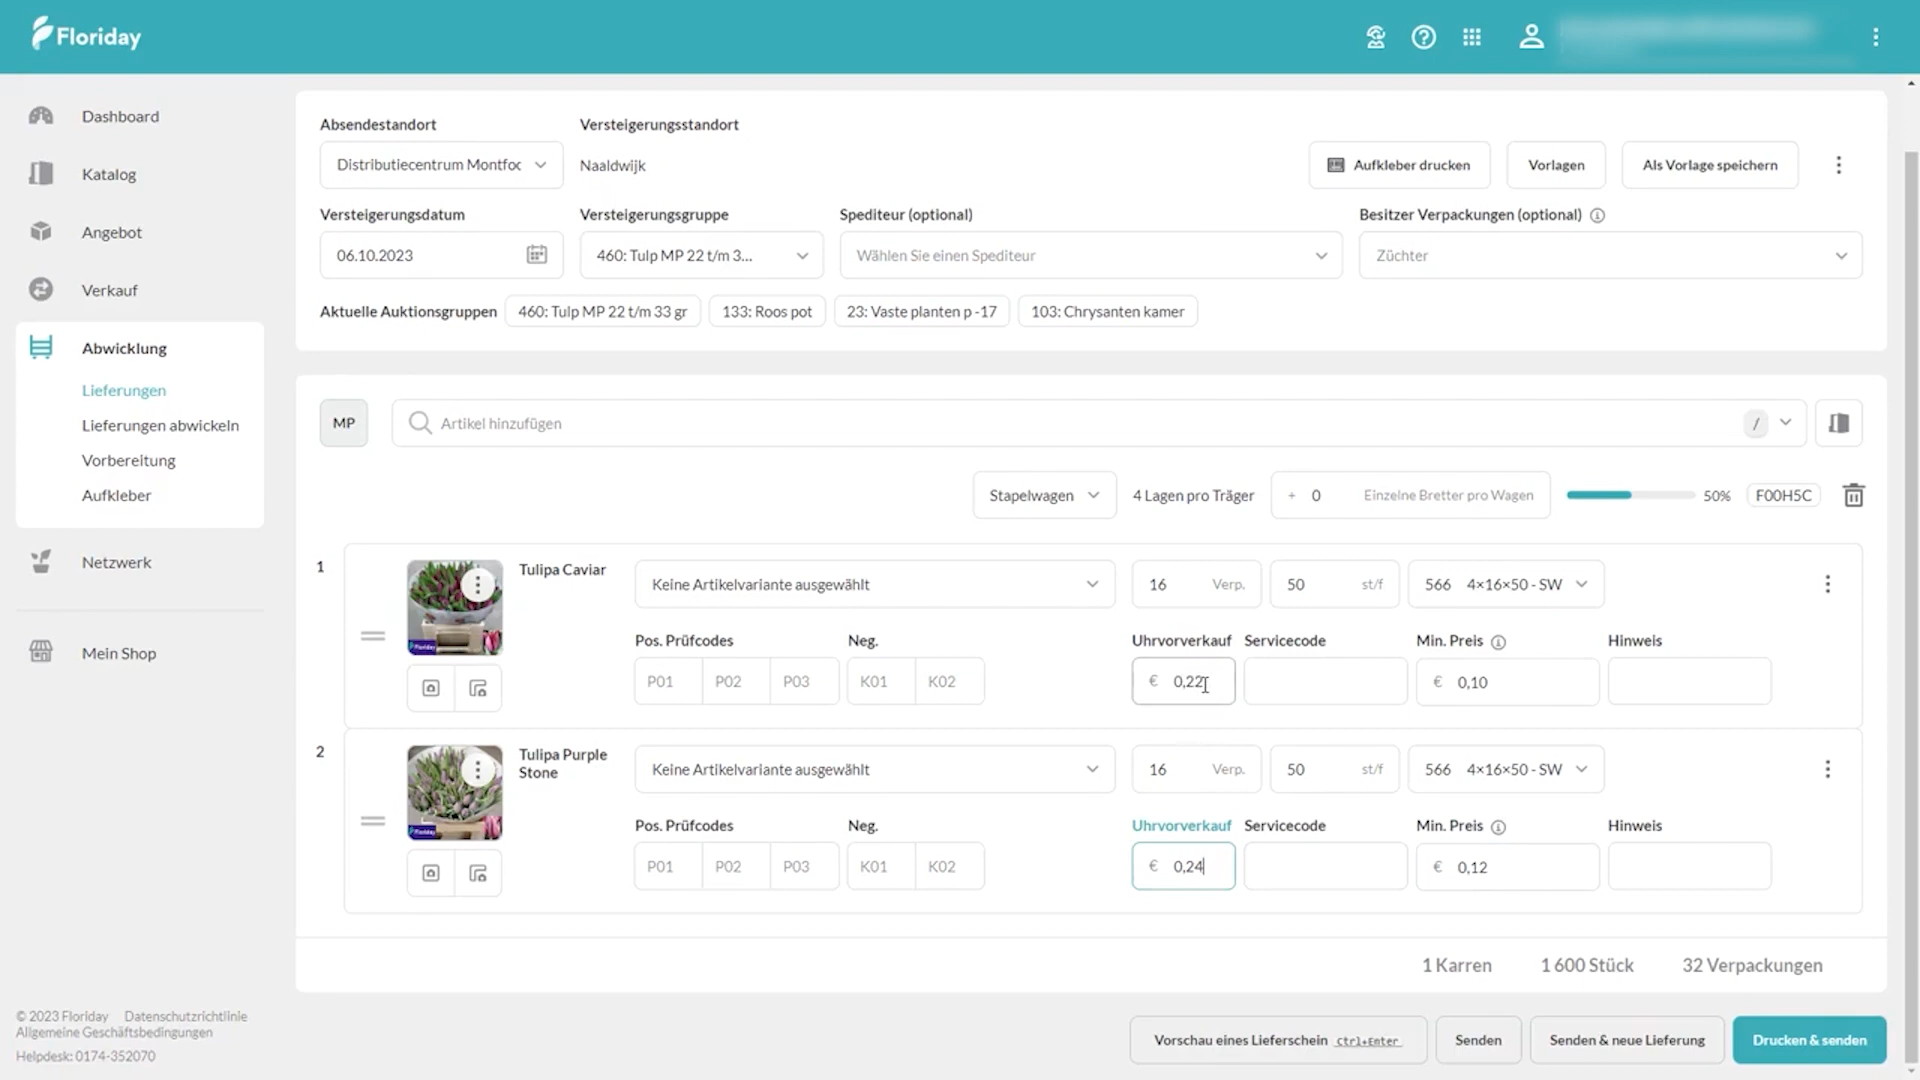 Floriday
Dashboard
Katalog
Angebot
Verkauf
Abwicklung
Lieferungen
Lieferungen abwickeln
Vorbereitung
Aufkleber
Netzwerk
Mein Shop
© 2023 Floriday Datenschutzrichtlinie
Allgemeine Geschäftsbedingungen
Helpdesk: 0174-352070
Absendestandort Versteigerungsstandort
Distributiecentrum Montfoc Naaldwijk Aufkleber drucken Vorlagen Als Vorlage speichern
Versteigerungsdatum Versteigerungsgruppe Spediteur (optional) Besitzer Verpackungen (optional)
06.10.2023 460: Tulp MP 22 t/m 3... Wählen Sie einen Spediteur Züchter
Aktuelle Auktionsgruppen 460: Tulp MP 22 t/m 33 gr 133: Roos pot 23: Vaste planten p -17 103: Chrysanten kamer
MP Artikel hinzufügen /
Stapelwagen 4 Lagen pro Träger + 0 Einzelne Bretter pro Wagen 50% F00H5C
1 Tulipa Caviar Keine Artikelvariante ausgewählt 16 Verp. 50 st/f 566 4×16×50 - SW
Pos. Prüfcodes Neg. Uhrvorverkauf Servicecode Min. Preis Hinweis
P01 P02 P03 K01 K02 € 0,22 € 0,10
Floriday
2 Tulipa Purple Stone Keine Artikelvariante ausgewählt 16 Verp. 50 st/f 566 4×16×50 - SW
Pos. Prüfcodes Neg. Uhrvorverkauf Servicecode Min. Preis Hinweis
P01 P02 P03 K01 K02 € 0,24 € 0,12
Floriday
1 Karren 1 600 Stück 32 Verpackungen
Vorschau eines Lieferschein Ctrl+Enter Senden Senden & neue Lieferung Drucken & senden